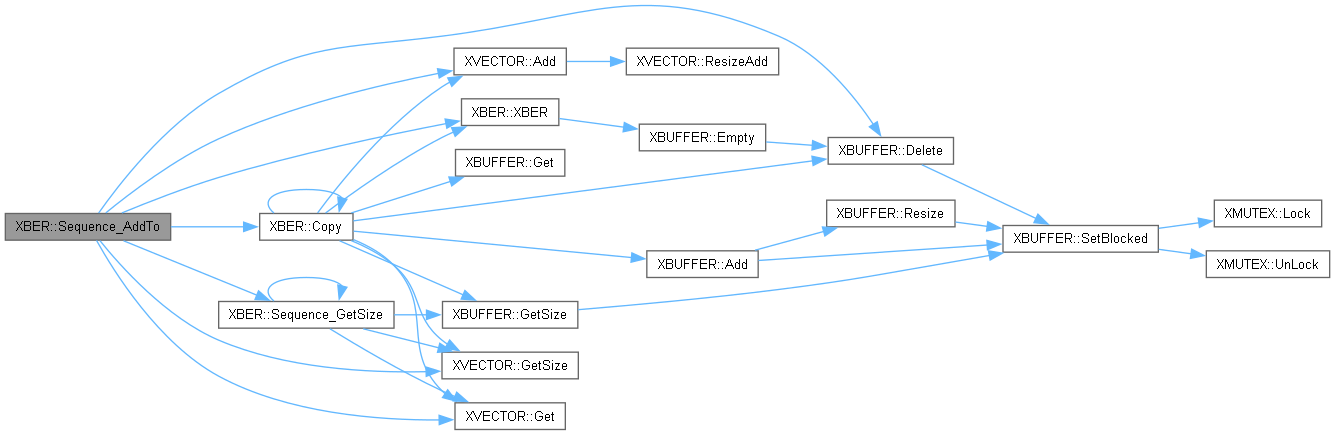 XBER::Sequence_AddTo
XVECTOR::Add
XVECTOR::ResizeAdd
XBER::XBER
XBUFFER::Empty
XBUFFER::Delete
XBUFFER::Get
XBER::Copy
XBUFFER::Resize
XMUTEX::Lock
XBUFFER::SetBlocked
XBUFFER::Add
XMUTEX::UnLock
XBER::Sequence_GetSize
XBUFFER::GetSize
XVECTOR::GetSize
XVECTOR::Get